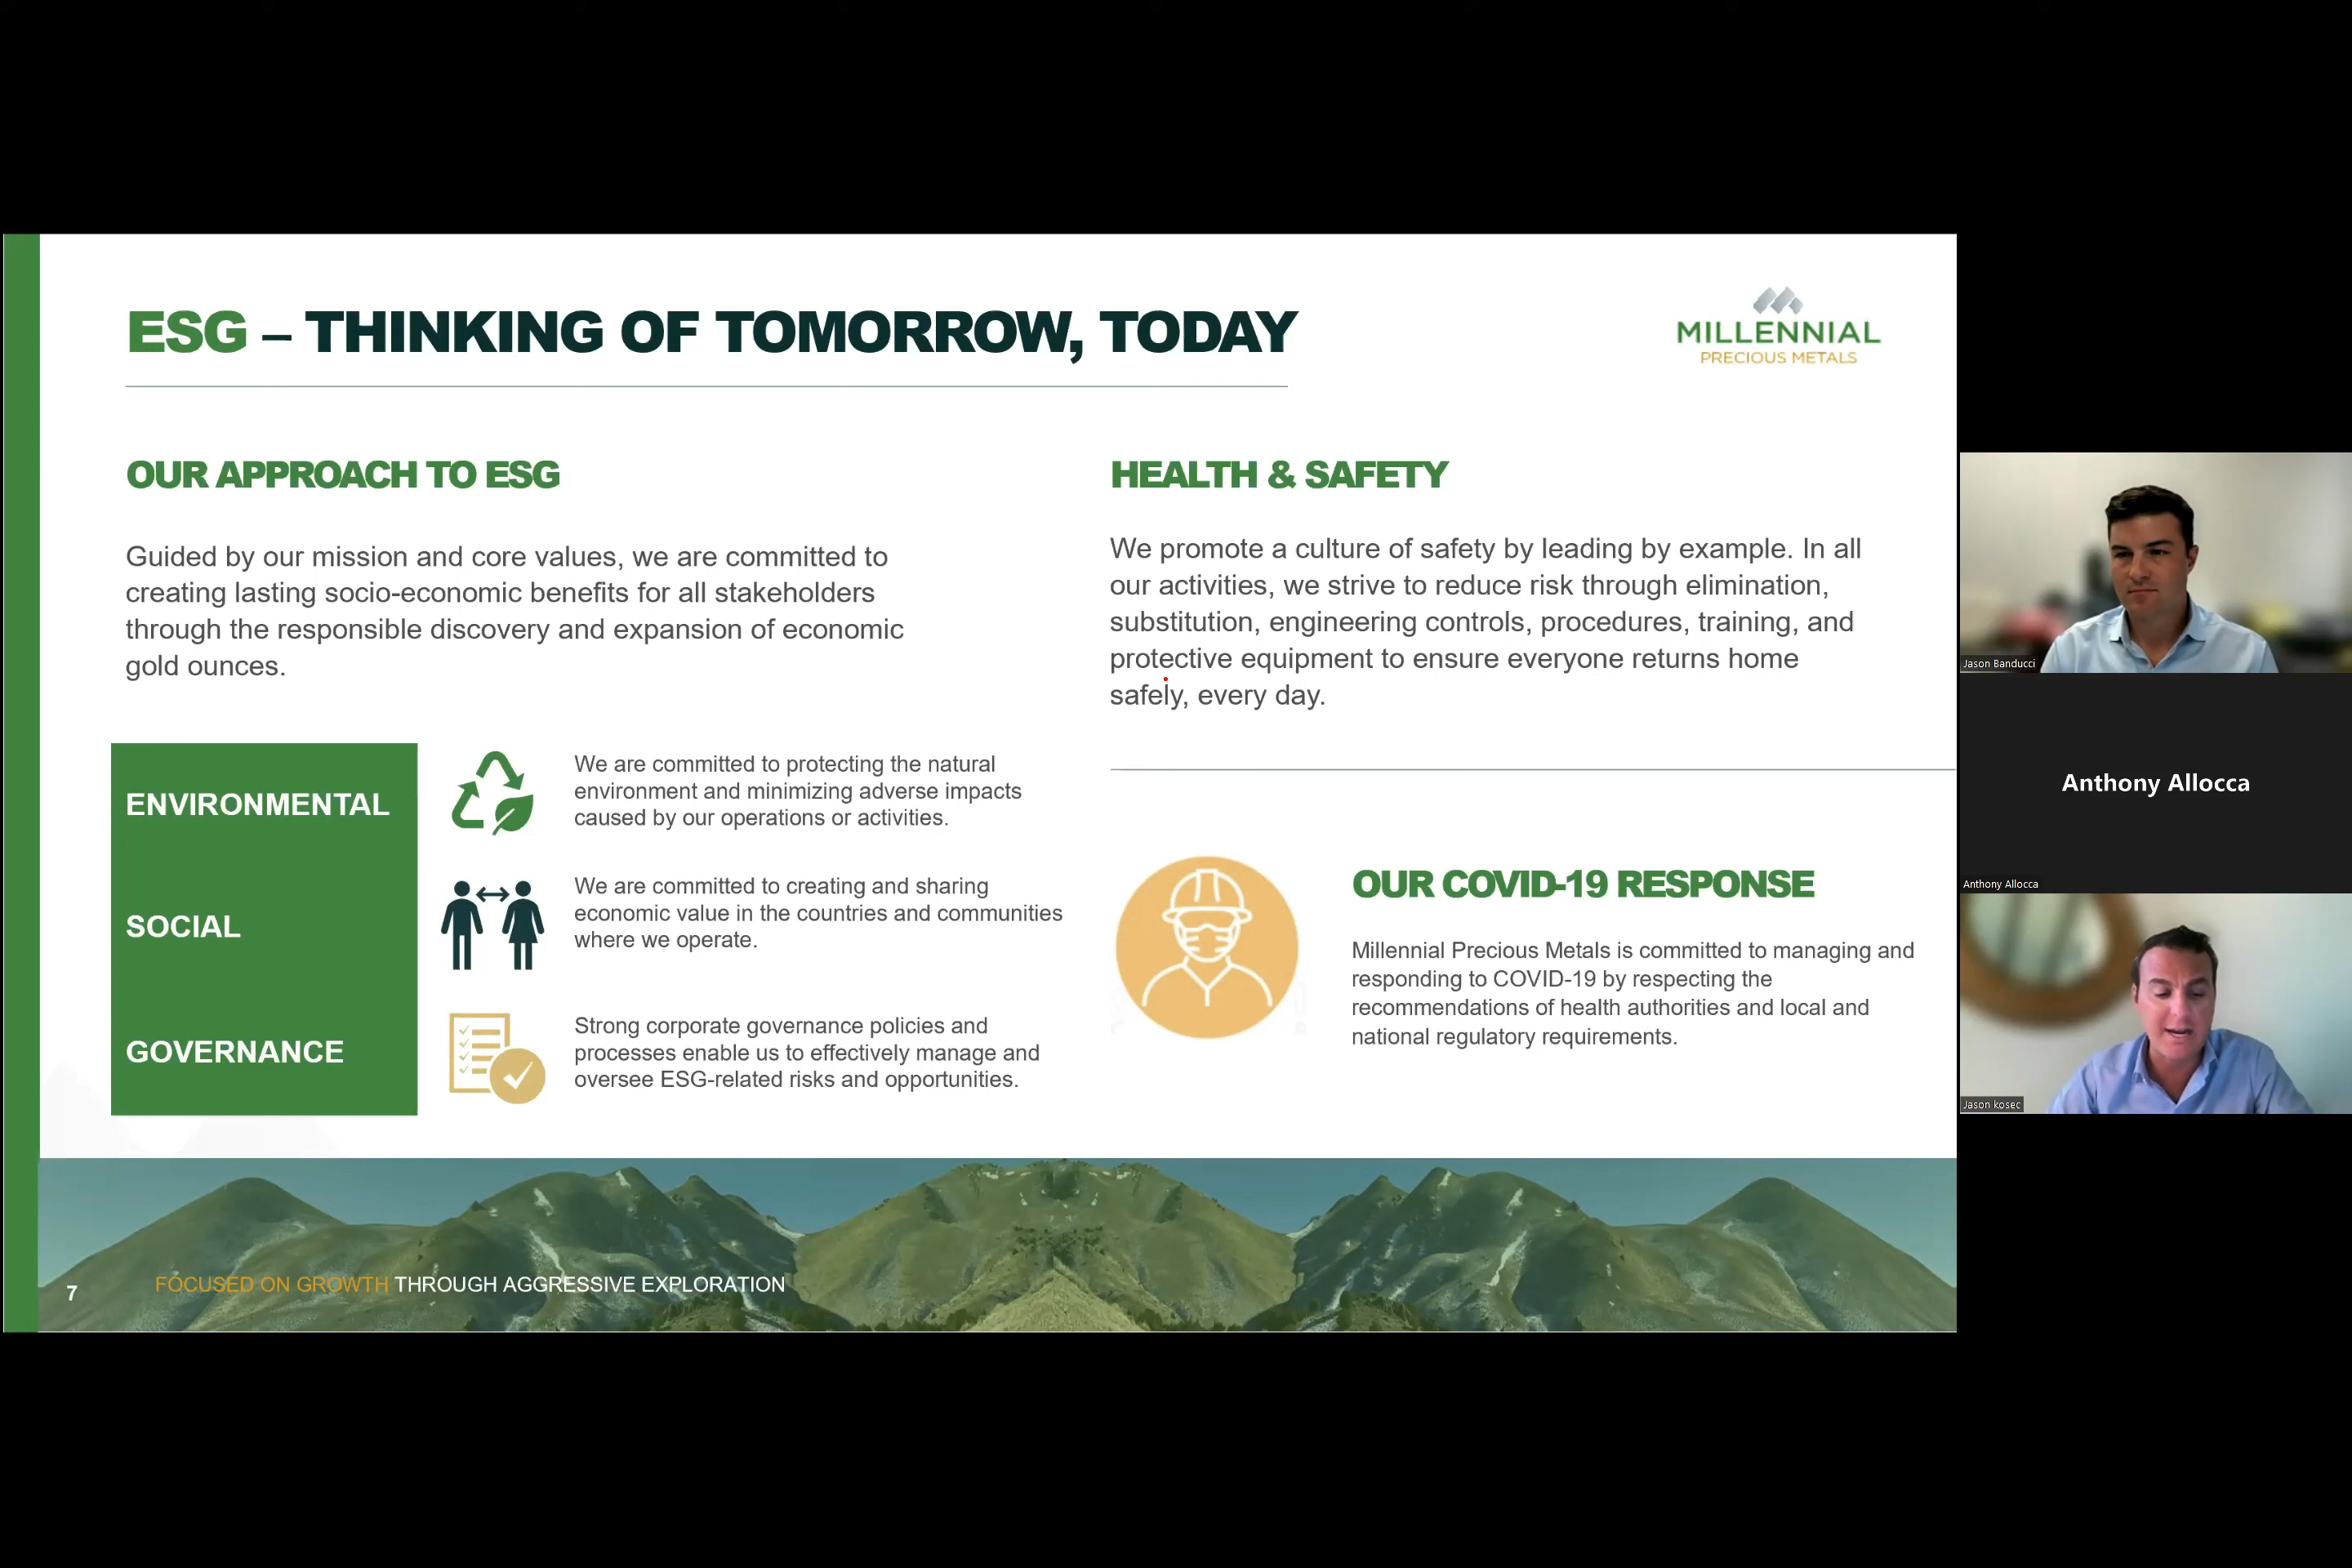 ESG – THINKING OF TOMORROW, TODAY
MILLENNIAL
PRECIOUS METALS
OUR APPROACH TO ESG
Guided by our mission and core values, we are committed to
creating lasting socio-economic benefits for all stakeholders
through the responsible discovery and expansion of economic
gold ounces.
ENVIRONMENTAL
We are committed to protecting the natural
environment and minimizing adverse impacts
caused by our operations or activities.
SOCIAL
We are committed to creating and sharing
economic value in the countries and communities
where we operate.
GOVERNANCE
Strong corporate governance policies and
processes enable us to effectively manage and
oversee ESG-related risks and opportunities.
HEALTH & SAFETY
We promote a culture of safety by leading by example. In all
our activities, we strive to reduce risk through elimination,
substitution, engineering controls, procedures, training, and
protective equipment to ensure everyone returns home
safely, every day.
OUR COVID-19 RESPONSE
Millennial Precious Metals is committed to managing and
responding to COVID-19 by respecting the
recommendations of health authorities and local and
national regulatory requirements.
7
FOCUSED ON GROWTH THROUGH AGGRESSIVE EXPLORATION
Jason Banducci
Anthony Allocca
Anthony Allocca
Jason kosec